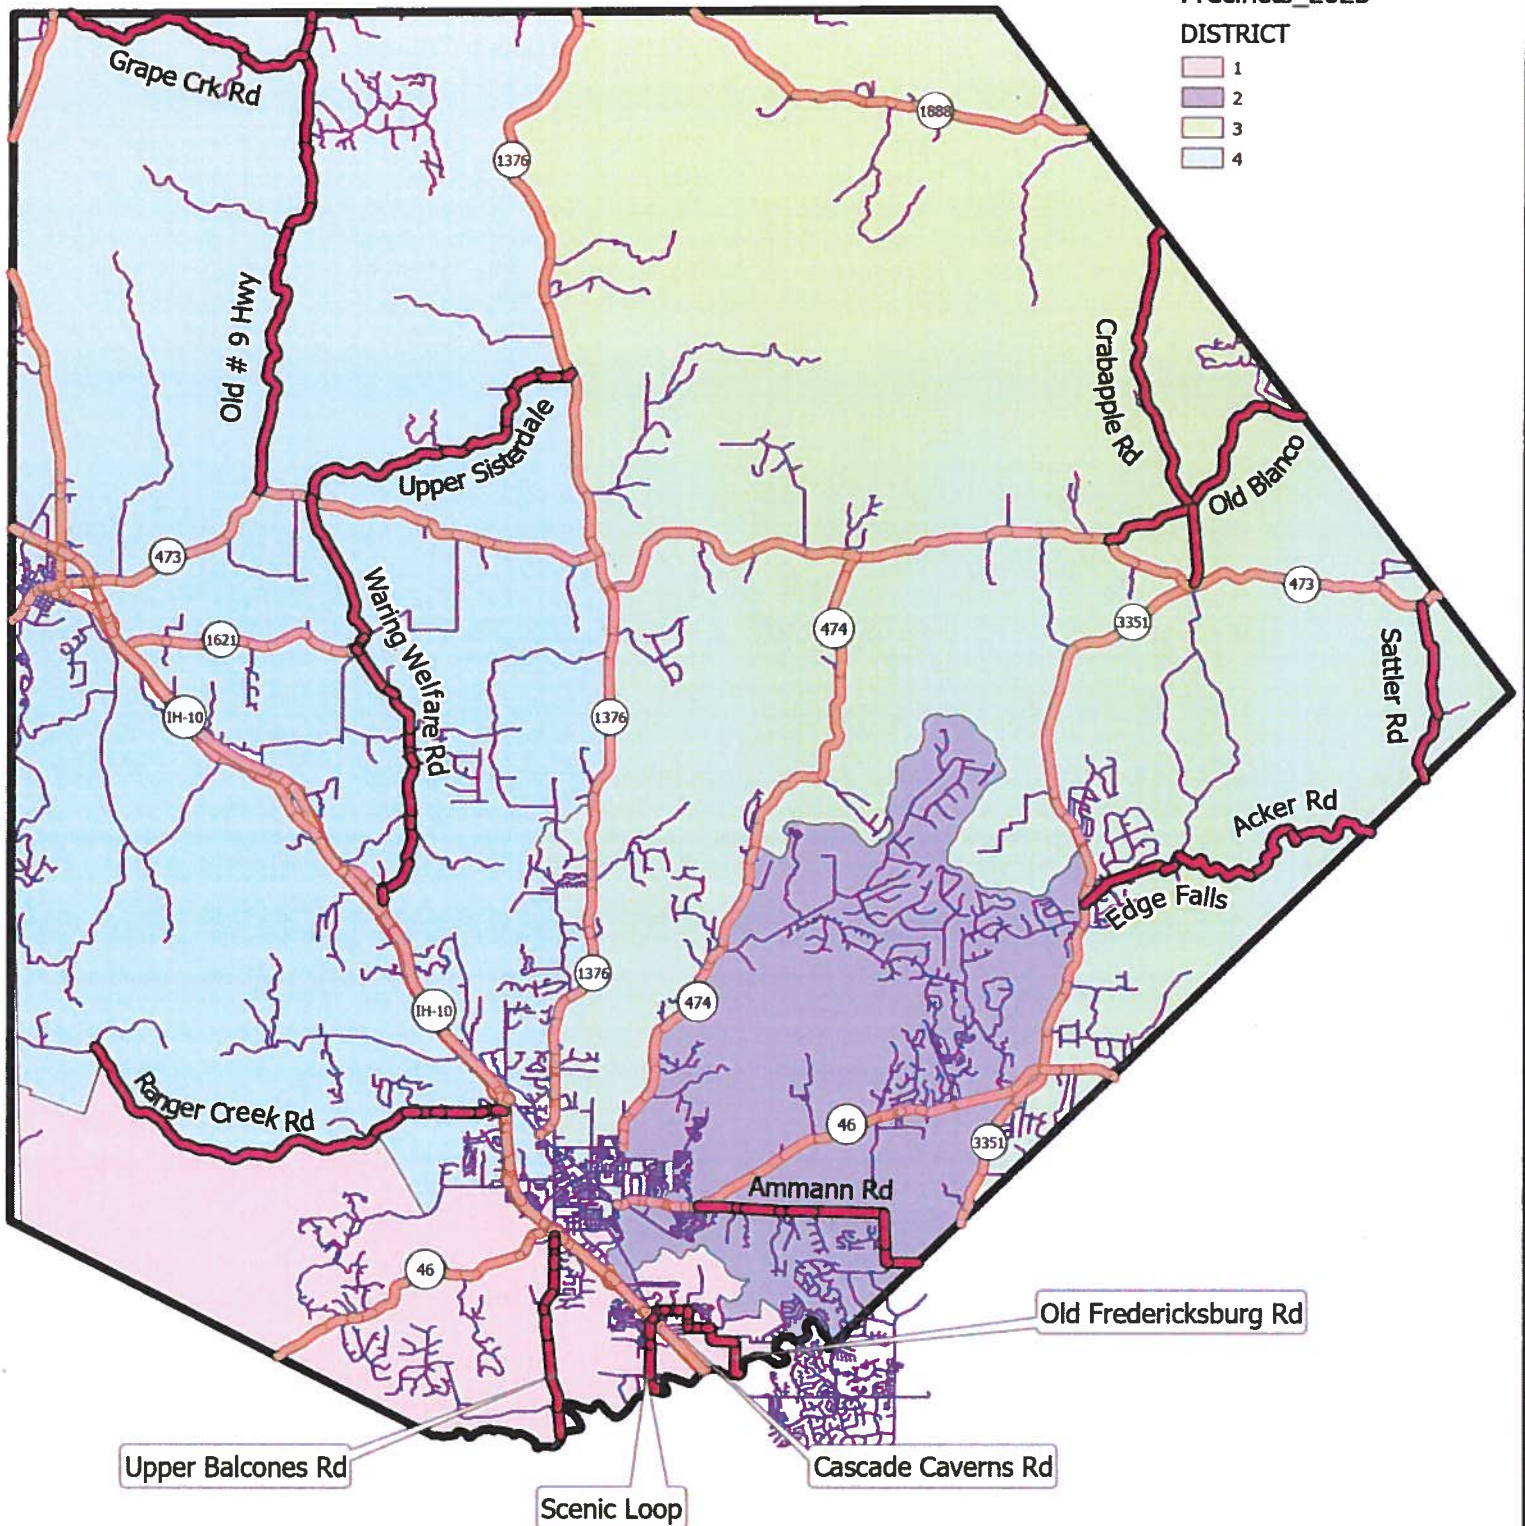 DISTRICT
1
2
3
4
Grape Crk Rd
1888
1376
Old # 9 Hwy
Crabapple Rd
Upper Sisterdale
Old Blanco
473
Waring Welfare Rd
473
1621
474
3351
Sattler Rd
IH-10
1376
Acker Rd
Edge Falls
1376
474
IH-10
Ranger Creek Rd
46
3351
Ammann Rd
46
Old Fredericksburg Rd
Upper Balcones Rd
Cascade Caverns Rd
Scenic Loop